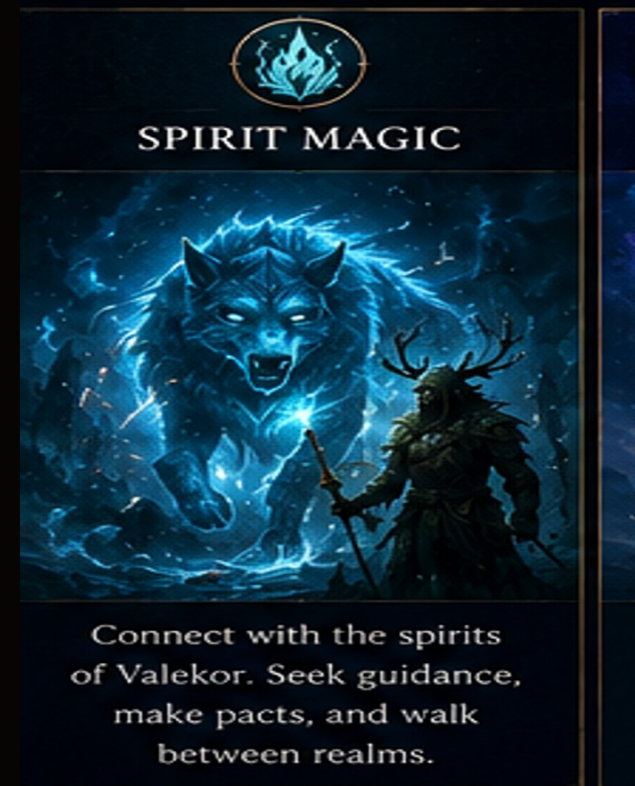 SPIRIT MAGIC
Connect with the spirits
of Valekor. Seek guidance,
make pacts, and walk
between realms.